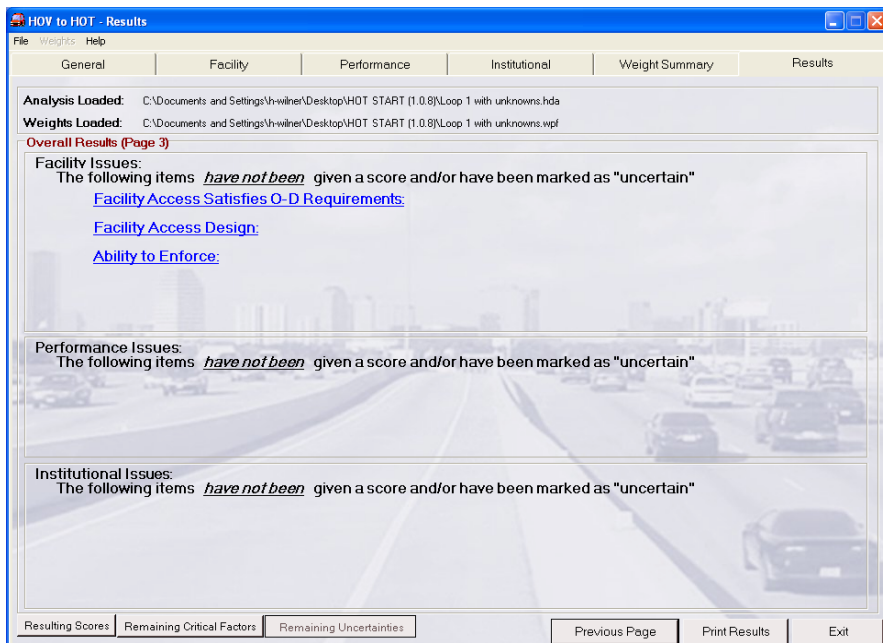 HOV to HOT - Results
File Weights Help
General Facility Performance Institutional Weight Summary Results
Analysis Loaded: C:\Documents and Settings\h-wilner\Desktop\HOT START (1.0.8)\Loop 1 with unknowns.hda
Weights Loaded: C:\Documents and Settings\h-wilner\Desktop\HOT START (1.0.8)\Loop 1 with unknowns.wpf
Overall Results (Page 3)
Facility Issues:
The following items have not been given a score and/or have been marked as "uncertain"
Facility Access Satisfies O-D Requirements:
Facility Access Design:
Ability to Enforce:
Performance Issues:
The following items have not been given a score and/or have been marked as "uncertain"
Institutional Issues:
The following items have not been given a score and/or have been marked as "uncertain"
Resulting Scores Remaining Critical Factors Remaining Uncertainties Previous Page Print Results Exit